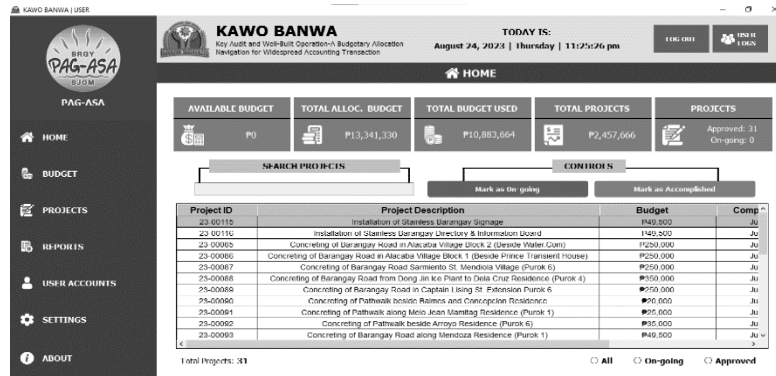 KAWO BANWA | USER
BRGY
PAG-ASA
BJOM
PAG-ASA
HOME
BUDGET
PROJECTS
REPORTS
USER ACCOUNTS
SETTINGS
ABOUT
KAWO BANWA
Key Audit and Well-Built Operation-A Budgetary Allocation
Navigation for Widespread Accounting Transaction
TODAY IS:
August 24, 2023 | Thursday | 11:25:26 pm
LOG OUT
USER LOGS
HOME
AVAILABLE BUDGET
₱0
TOTAL ALLOC. BUDGET
₱13,341,330
TOTAL BUDGET USED
₱10,883,664
TOTAL PROJECTS
₱2,457,666
PROJECTS
Approved: 31
On-going: 0
SEARCH PROJECTS
CONTROLS
Mark as On-going
Mark as Accomplished
Project ID Project Description Budget Comp
23-00115 Installation of Stainless Barangay Signage ₱49,500 Ju
23-00116 Installation of Stainless Barangay Directory & Information Board ₱49,500 Ju
23-00085 Concreting of Barangay Road in Alacaba Village Block 2 (Beside Water.Com) ₱250,000 Ju
23-00086 Concreting of Barangay Road in Alacaba Village Block 1 (Beside Prince Transient House) ₱250,000 Ju
23-00087 Concreting of Barangay Road Sarmiento St. Mendiola Village (Purok 6) ₱250,000 Ju
23-00088 Concreting of Barangay Road from Dong Jin Ice Plant to Dela Cruz Residence (Purok 4) ₱350,000 Ju
23-00089 Concreting of Barangay Road in Captain Lising St. Extension Purok 6 ₱250,000 Ju
23-00090 Concreting of Pathwalk beside Balmes and Concepcion Residence ₱20,000 Ju
23-00091 Concreting of Pathwalk along Melo Jean Mamitag Residence (Purok 1) ₱25,000 Ju
23-00092 Concreting of Pathwalk beside Arroyo Residence (Purok 6) ₱35,000 Ju
23-00093 Concreting of Barangay Road along Mendoza Residence (Purok 1) ₱49,500 Ju
Total Projects: 31
All On-going Approved